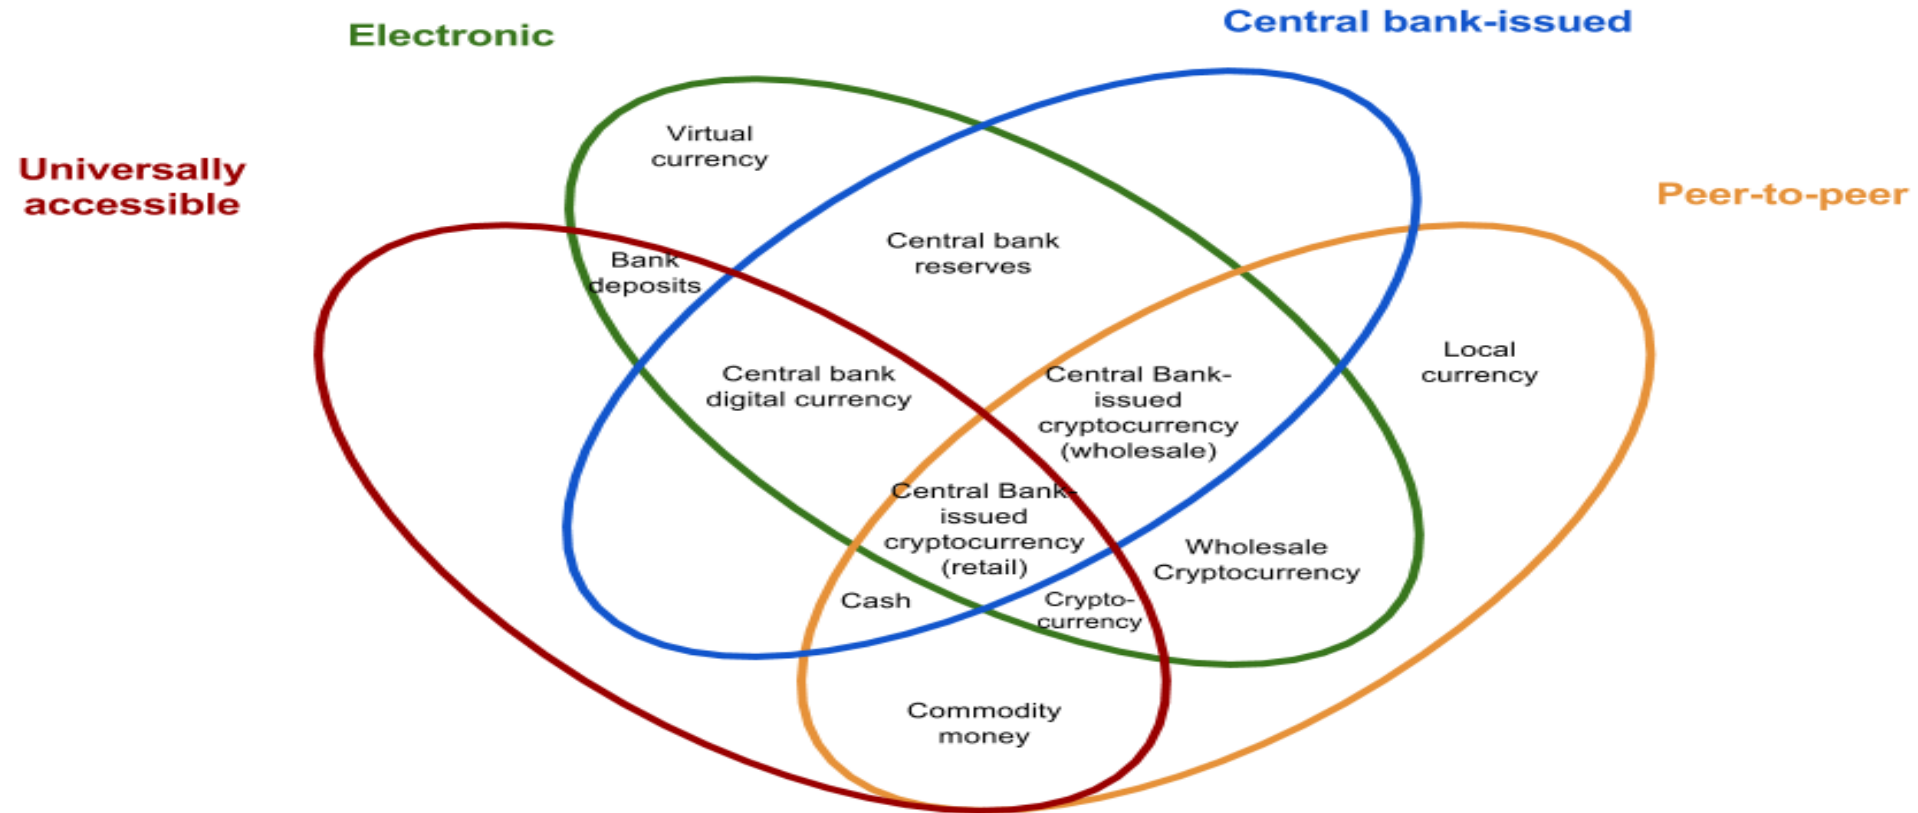 Electronic
Central bank-issued
Universally
accessible
Peer-to-peer
Virtual
currency
Bank
deposits
Central bank
reserves
Local
currency
Central bank
digital currency
Central Bank-
issued
cryptocurrency
(wholesale)
Central Bank-
issued
cryptocurrency
(retail)
Wholesale
Cryptocurrency
Cash
Crypto-
currency
Commodity
money